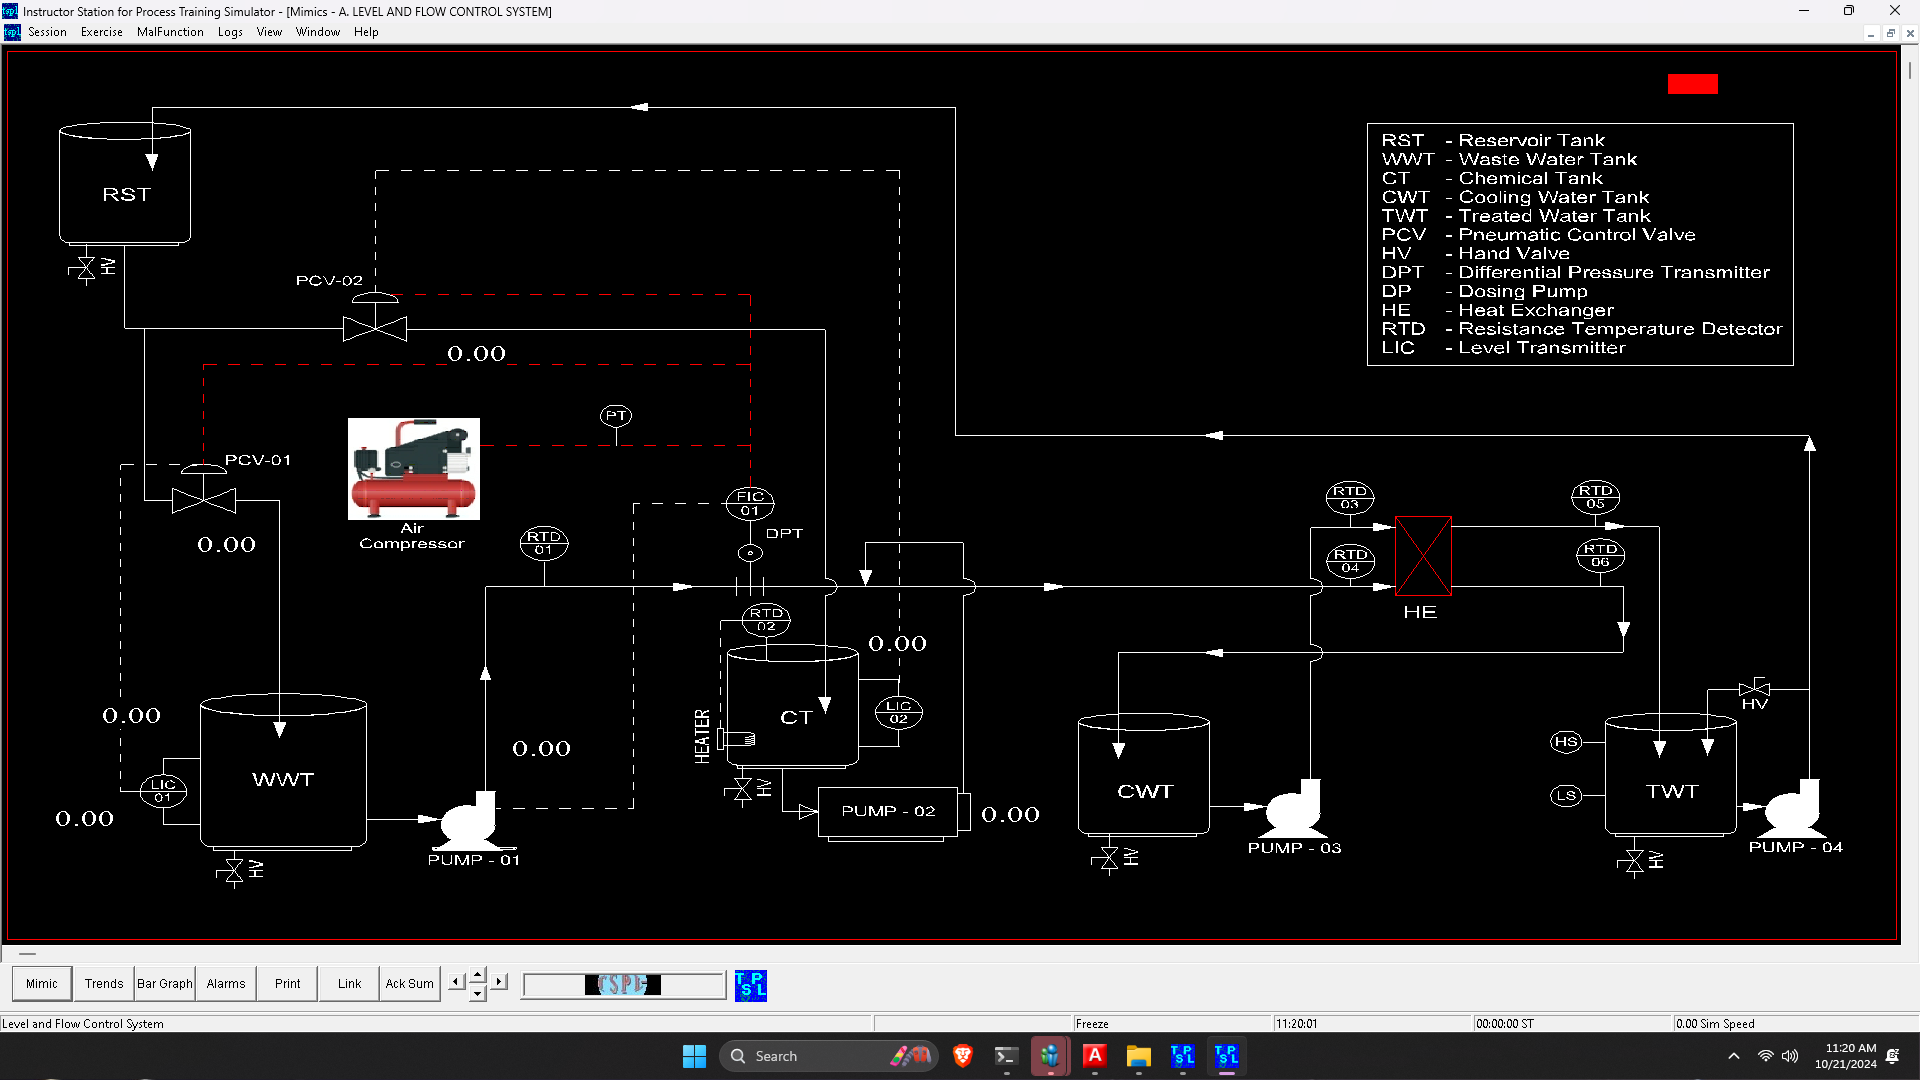 Instructor Station for Process Training Simulator - [Mimics - A. LEVEL AND FLOW CONTROL SYSTEM]
Session Exercise MalFunction Logs View Window Help
RST - Reservoir Tank
WWT - Waste Water Tank
CT - Chemical Tank
CWT - Cooling Water Tank
TWT - Treated Water Tank
PCV - Pneumatic Control Valve
HV - Hand Valve
DPT - Differential Pressure Transmitter
DP - Dosing Pump
HE - Heat Exchanger
RTD - Resistance Temperature Detector
LIC - Level Transmitter
RST
HV
PCV-02
0.00
PT
PCV-01
0.00
Air
Compressor
FIC
01
DPT
RTD
01
RTD
02
RTD
03
RTD
04
RTD
05
RTD
06
HE
0.00
0.00
0.00
HEATER
CT
LIC
02
HV
WWT
LIC
01
0.00
HV
PUMP - 01
PUMP - 02
0.00
CWT
HV
PUMP - 03
HV
HS
LS
TWT
HV
PUMP - 04
Mimic Trends Bar Graph Alarms Print Link Ack Sum
TSPL
T P S L
Level and Flow Control System
Freeze
11:20:01
00:00:00 ST
0.00 Sim Speed
Search
11:20 AM
10/21/2024